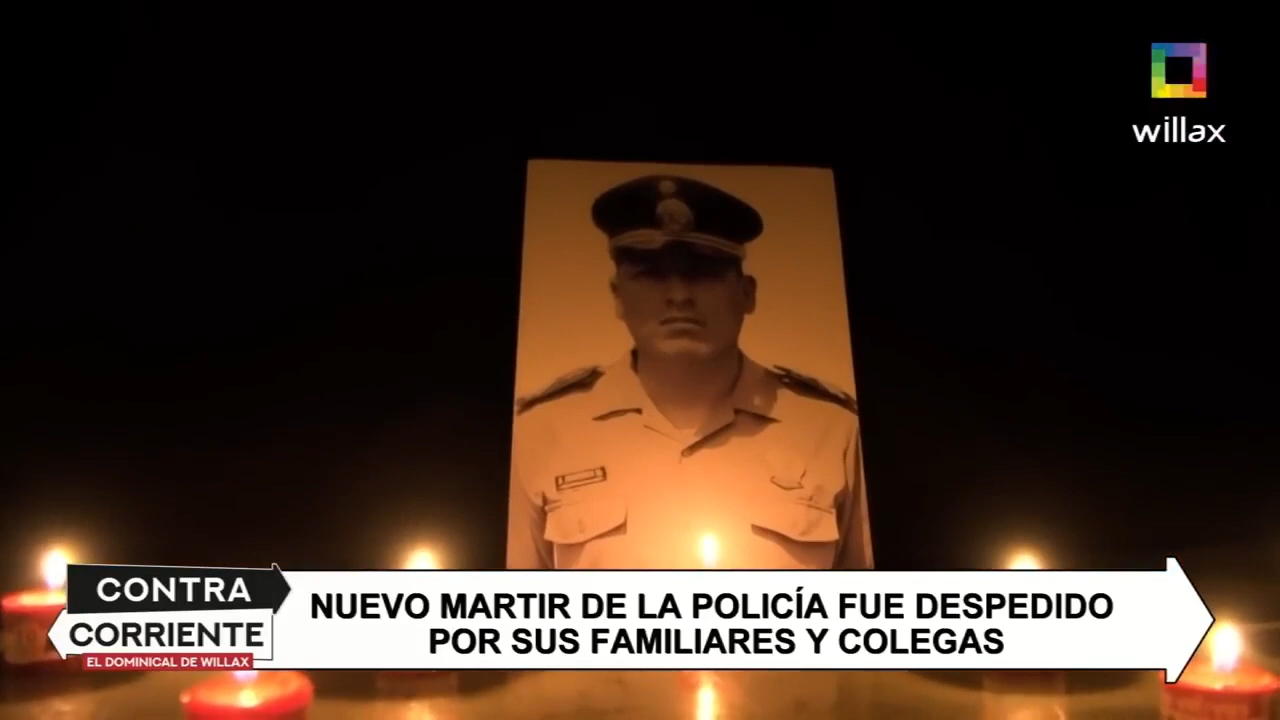 willax
CONTRA
CORRIENTE
EL DOMINICAL DE WILLAX
NUEVO MARTIR DE LA POLICÍA FUE DESPEDIDO
POR SUS FAMILIARES Y COLEGAS